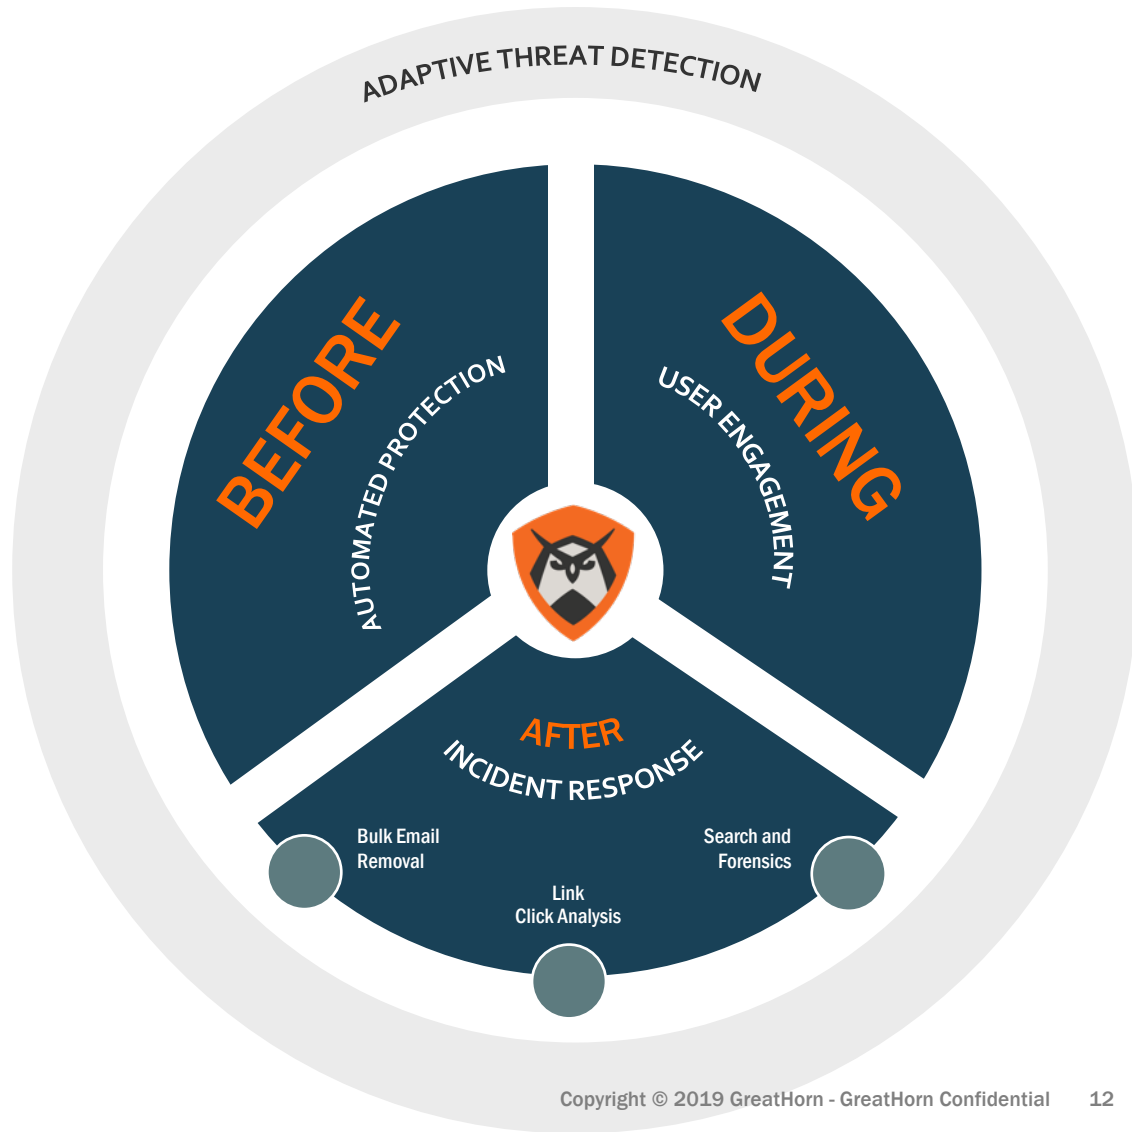 ADAPTIVE THREAT DETECTION
BEFORE
AUTOMATED PROTECTION
DURING
USER ENGAGEMENT
AFTER
INCIDENT RESPONSE
Bulk Email
Removal
Link
Click Analysis
Search and
Forensics
Copyright © 2019 GreatHorn - GreatHorn Confidential 12